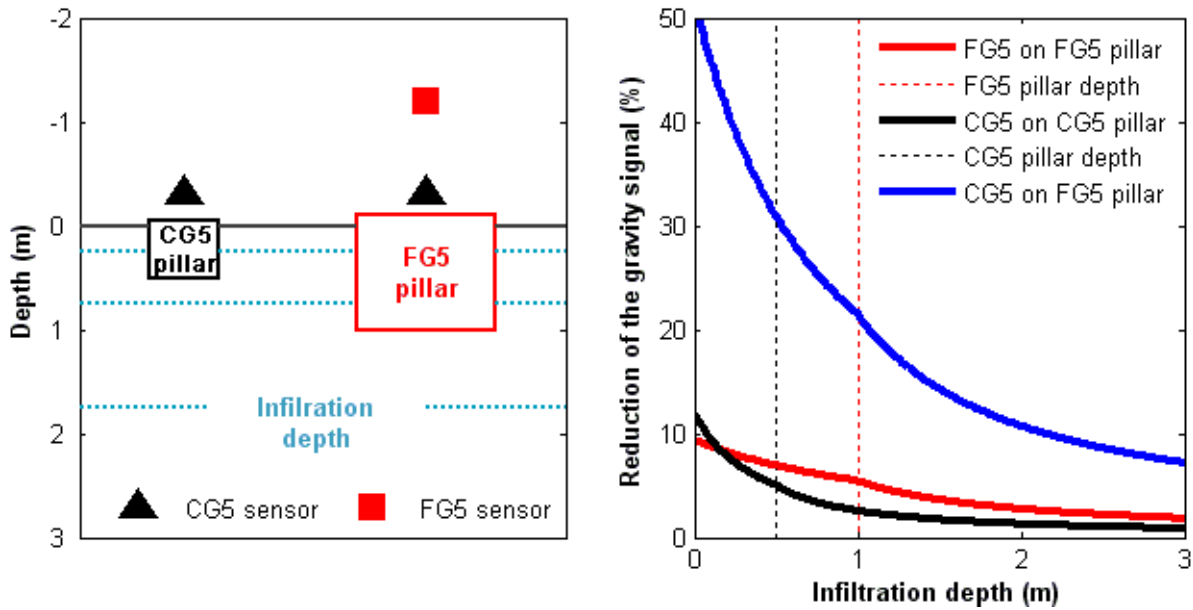 -2
-1
0
1
2
3
Depth (m)
CG5
pillar
FG5
pillar
Infilration
depth
CG5 sensor
FG5 sensor
50
40
30
20
10
0
Reduction of the gravity signal (%)
FG5 on FG5 pillar
FG5 pillar depth
CG5 on CG5 pillar
CG5 pillar depth
CG5 on FG5 pillar
0
1
2
3
Infiltration depth (m)